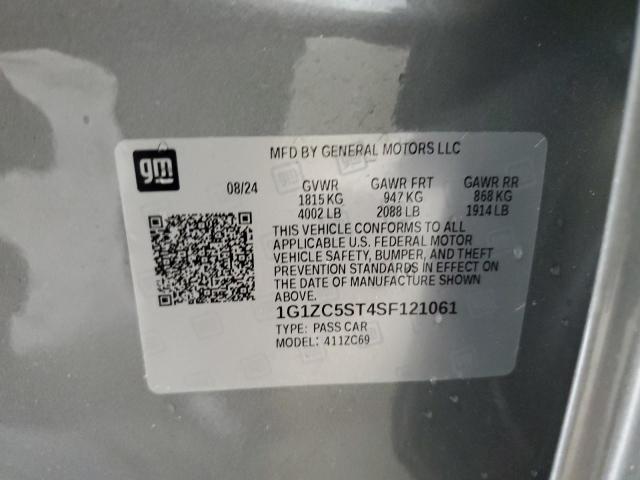 gm
MFD BY GENERAL MOTORS LLC
08/24 GVWR GAWR FRT GAWR RR
1815 KG 947 KG 868 KG
4002 LB 2088 LB 1914 LB
THIS VEHICLE CONFORMS TO ALL
APPLICABLE U.S. FEDERAL MOTOR
VEHICLE SAFETY, BUMPER, AND THEFT
PREVENTION STANDARDS IN EFFECT ON
THE DATE OF MANUFACTURE SHOWN
ABOVE.
1G1ZC5ST4SF121061
TYPE: PASS CAR
MODEL: 411ZC69